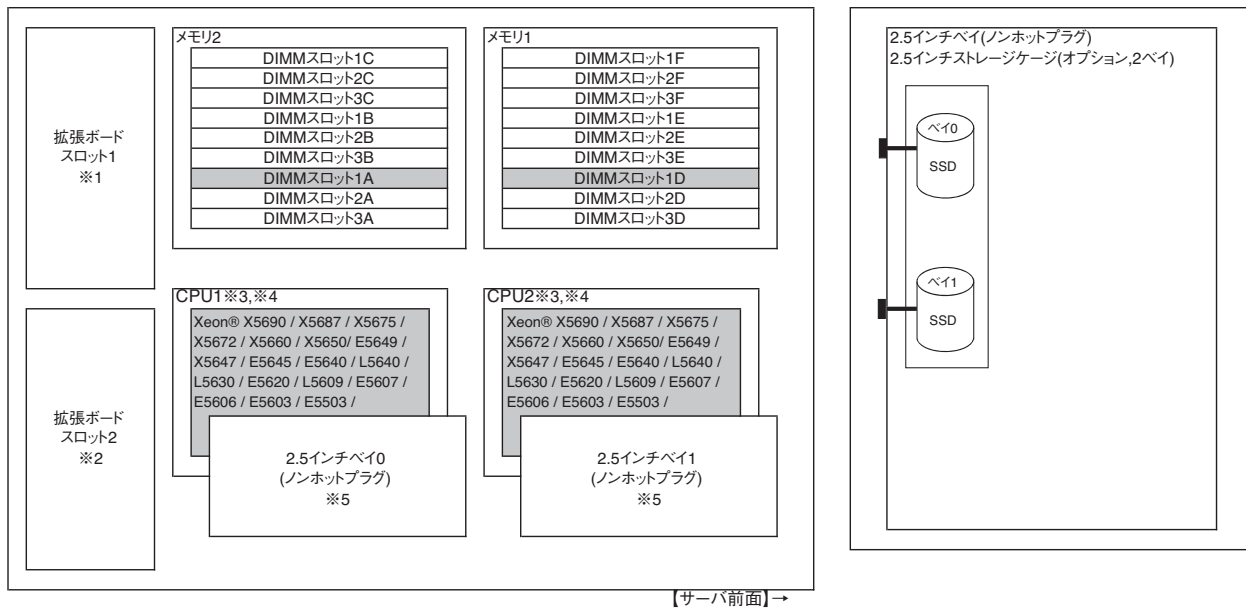 拡張ボード
スロット1
※1
拡張ボード
スロット2
※2
メモリ2
DIMMスロット1C
DIMMスロット2C
DIMMスロット3C
DIMMスロット1B
DIMMスロット2B
DIMMスロット3B
DIMMスロット1A
DIMMスロット2A
DIMMスロット3A
メモリ1
DIMMスロット1F
DIMMスロット2F
DIMMスロット3F
DIMMスロット1E
DIMMスロット2E
DIMMスロット3E
DIMMスロット1D
DIMMスロット2D
DIMMスロット3D
CPU1※3,※4
Xeon® X5690 / X5687 / X5675 /
X5672 / X5660 / X5650/ E5649 /
X5647 / E5645 / E5640 / L5640 /
L5630 / E5620 / L5609 / E5607 /
E5606 / E5603 / E5503 /
2.5インチベイ0
(ノンホットプラグ)
※5
CPU2※3,※4
Xeon® X5690 / X5687 / X5675 /
X5672 / X5660 / X5650/ E5649 /
X5647 / E5645 / E5640 / L5640 /
L5630 / E5620 / L5609 / E5607 /
E5606 / E5603 / E5503 /
2.5インチベイ1
(ノンホットプラグ)
※5
【サーバ前面】→
2.5インチベイ(ノンホットプラグ)
2.5インチストレージケージ(オプション,2ベイ)
ベイ0
SSD
ベイ1
SSD